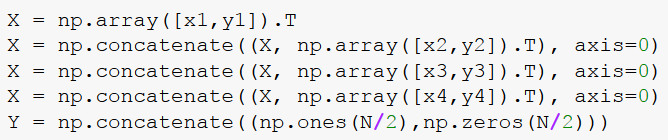 X = np.array([x1,y1]).T
X = np.concatenate((X, np.array([x2,y2]).T), axis=0)
X = np.concatenate((X, np.array([x3,y3]).T), axis=0)
X = np.concatenate((X, np.array([x4,y4]).T), axis=0)
Y = np.concatenate((np.ones(N/2),np.zeros(N/2)))